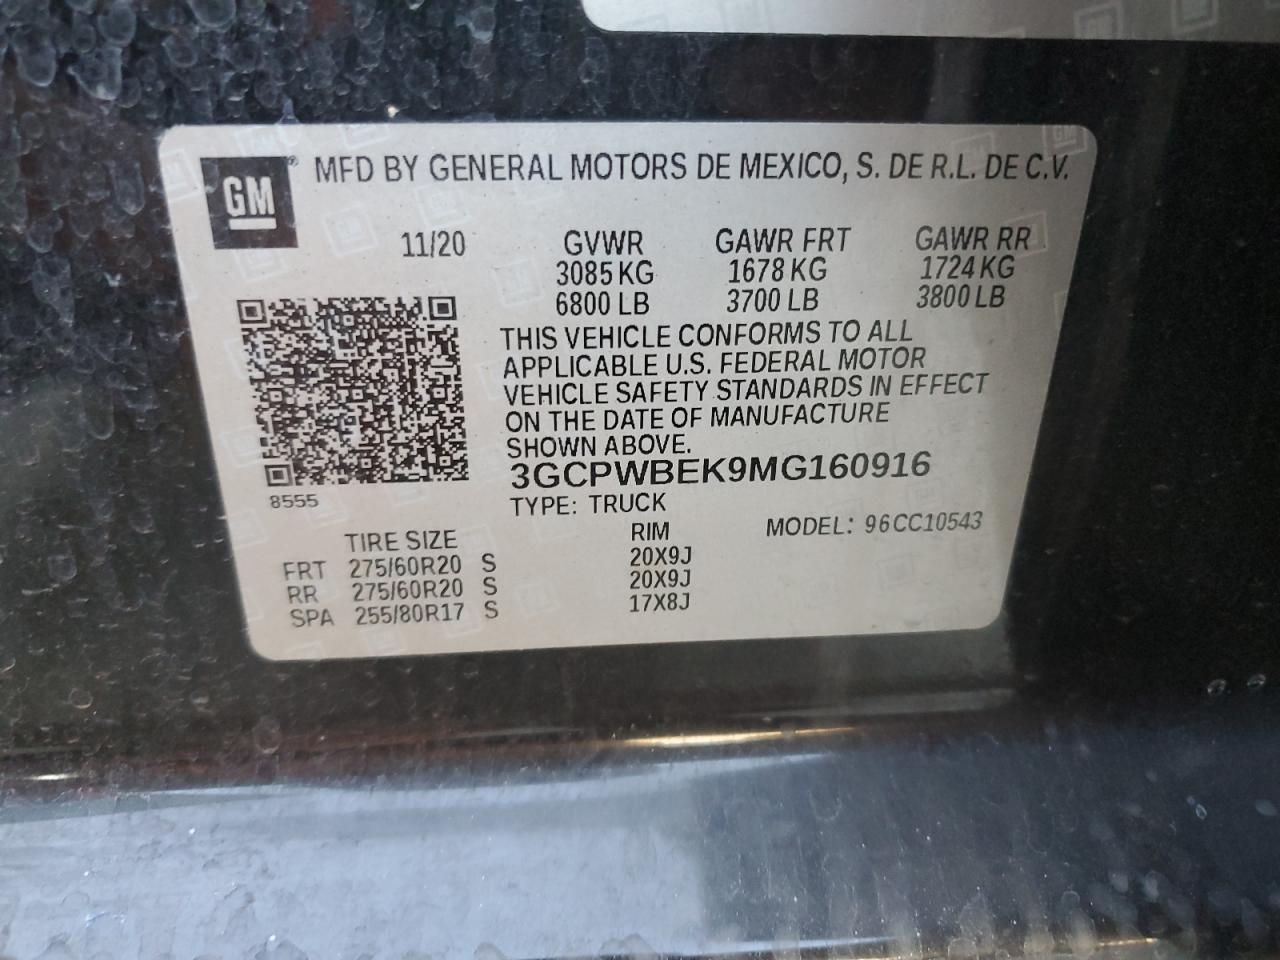 GM ® MFD BY GENERAL MOTORS DE MEXICO, S. DE R.L. DE C.V.
11/20 GVWR GAWR FRT GAWR RR
3085 KG 1678 KG 1724 KG
6800 LB 3700 LB 3800 LB
THIS VEHICLE CONFORMS TO ALL
APPLICABLE U.S. FEDERAL MOTOR
VEHICLE SAFETY STANDARDS IN EFFECT
ON THE DATE OF MANUFACTURE
SHOWN ABOVE.
3GCPWBEK9MG160916
8555
TYPE: TRUCK
MODEL: 96CC10543
TIRE SIZE RIM
FRT 275/60R20 S 20X9J
RR 275/60R20 S 20X9J
SPA 255/80R17 S 17X8J